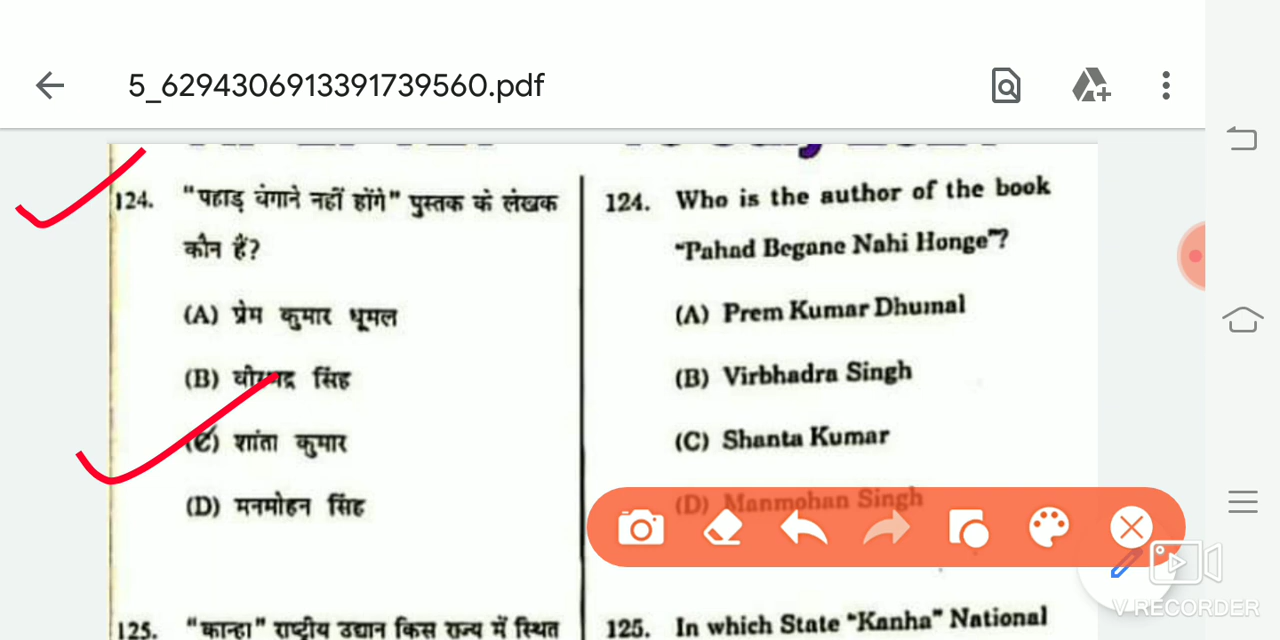 5_6294306913391739560.pdf
124. "पहाड़ वंगाने नहीं होंगे" पुस्तक के लेखक
कौन हैं?
(A) प्रेम कुमार धूमल
(B) वीरभद्र सिंह
(C) शांता कुमार
(D) मनमोहन सिंह
125. "कान्हा" राष्ट्रीय उद्यान किस राज्य में स्थित
124. Who is the author of the book
"Pahad Begane Nahi Honge"?
(A) Prem Kumar Dhumal
(B) Virbhadra Singh
(C) Shanta Kumar
(D) Manmohan Singh
125. In which State "Kanha" National
V RECORDER